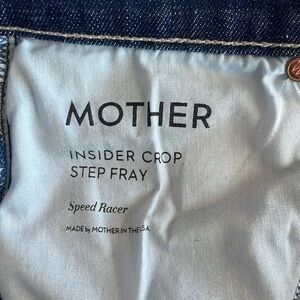 MOTHER
INSIDER CROP
STEP FRAY
Speed Racer
MADE by MOTHER IN THE USA